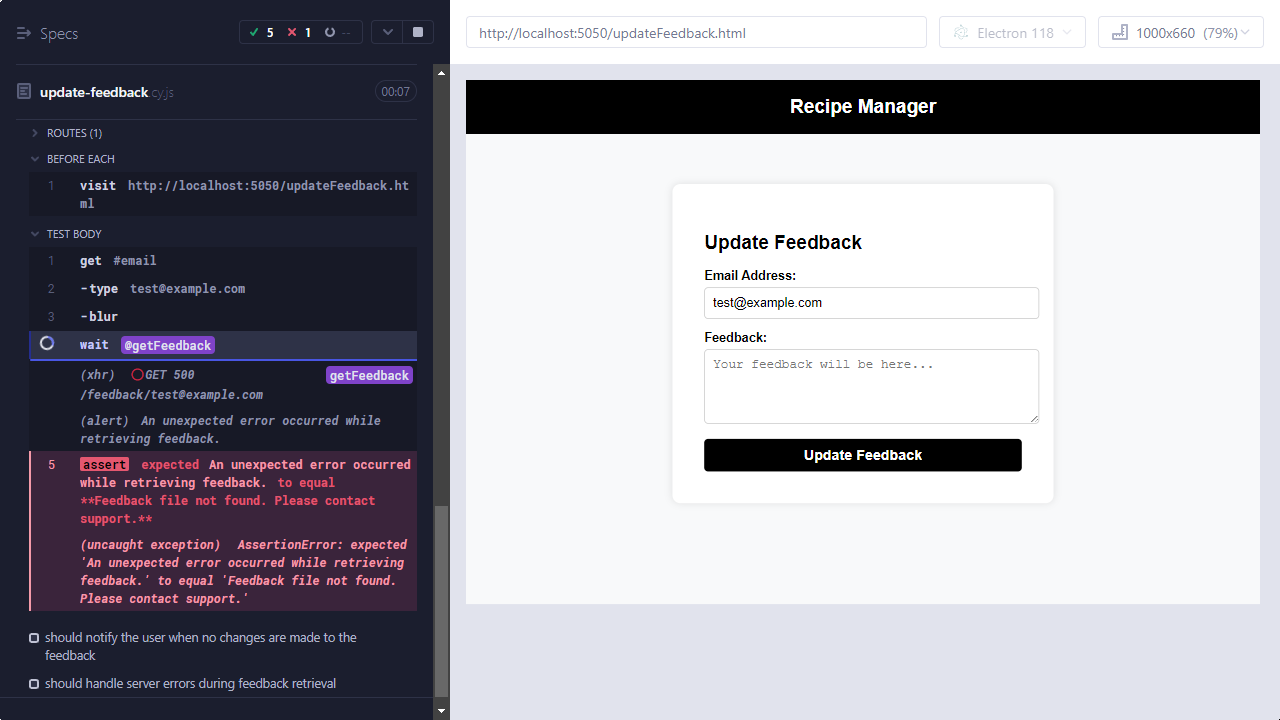 Specs
5 1 --
update-feedback.cy.js 00:07
ROUTES (1)
BEFORE EACH
1 visit http://localhost:5050/updateFeedback.ht
ml
TEST BODY
1 get #email
2 -type test@example.com
3 -blur
wait @getFeedback
(xhr) GET 500 getFeedback
/feedback/test@example.com
(alert) An unexpected error occurred while
retrieving feedback.
5 assert expected An unexpected error occurred
while retrieving feedback. to equal
**Feedback file not found. Please contact
support.**
(uncaught exception) AssertionError: expected
'An unexpected error occurred while retrieving
feedback.' to equal 'Feedback file not found.
Please contact support.'
should notify the user when no changes are made to the
feedback
should handle server errors during feedback retrieval
http://localhost:5050/updateFeedback.html
Electron 118
1000x660 (79%)
Recipe Manager
Update Feedback
Email Address:
test@example.com
Feedback:
Your feedback will be here...
Update Feedback